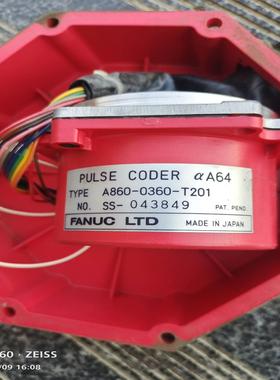 PULSE CODER αA64
TYPE A860-0360-T201
NO. SS-043849 PAT. PEND.
FANUC LTD MADE IN JAPAN
60 · ZEISS
/09 16:08